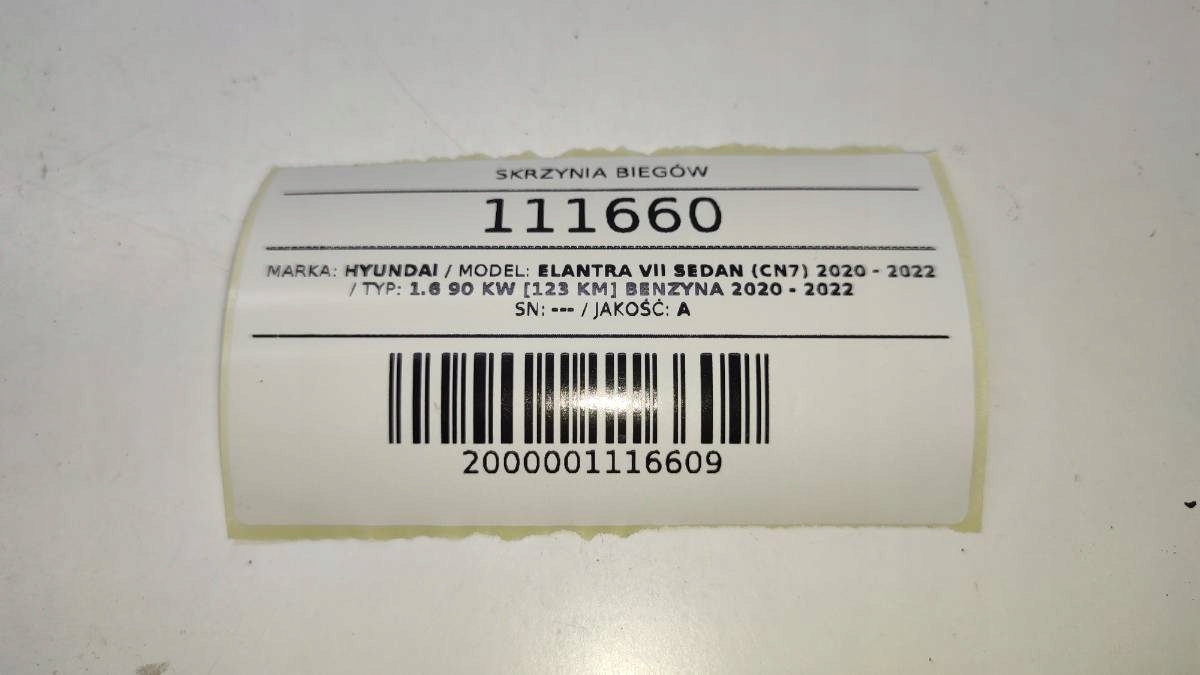 SKRZYNIA BIEGÓW
111660
MARKA: HYUNDAI / MODEL: ELANTRA VII SEDAN (CN7) 2020 - 2022
/ TYP: 1.6 90 KW [123 KM] BENZYNA 2020 - 2022
SN: --- / JAKOŚĆ: A
2000001116609